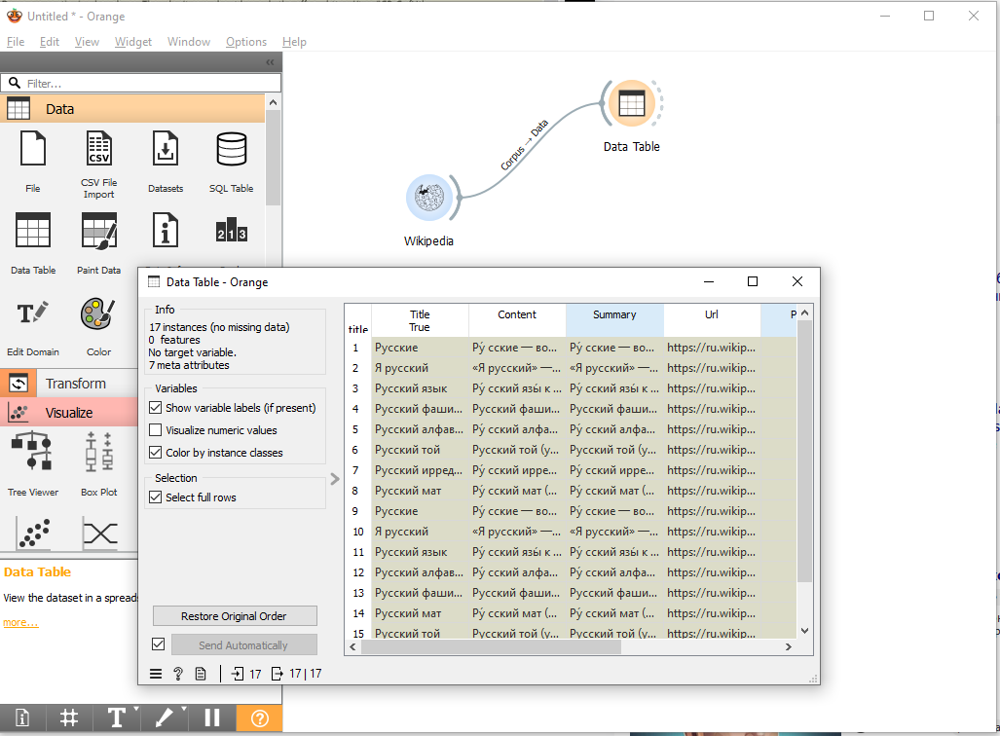 Untitled * - Orange
File Edit View Widget Window Options Help
Filter...
Data
File
CSV File Import
Datasets
SQL Table
Data Table
Paint Data
Edit Domain
Color
Transform
Visualize
Tree Viewer
Box Plot
Data Table
View the dataset in a spreads
more...
Corpus → Data
Data Table
Wikipedia
Data Table - Orange
Info
17 instances (no missing data)
0 features
No target variable.
7 meta attributes
Variables
Show variable labels (if present)
Visualize numeric values
Color by instance classes
Selection
Select full rows
Restore Original Order
Send Automatically
17 17 | 17
title Title True Content Summary Url P
1 Русские Ру́ сские — во... Ру́ сские — во... https://ru.wikip...
2 Я русский «Я русский» —... «Я русский» —... https://ru.wikip...
3 Русский язык Ру́ сский язы́ к ... Ру́ сский язы́ к ... https://ru.wikip...
4 Русский фаши... Русский фаши... Русский фаши... https://ru.wikip...
5 Русский алфав... Ру́ сский алфа... Ру́ сский алфа... https://ru.wikip...
6 Русский той Русский той (у... Русский той (у... https://ru.wikip...
7 Русский ирред... Ру́ сский ирре... Ру́ сский ирре... https://ru.wikip...
8 Русский мат Ру́ сский мат (... Ру́ сский мат (... https://ru.wikip...
9 Русские Ру́ сские — во... Ру́ сские — во... https://ru.wikip...
10 Я русский «Я русский» —... «Я русский» —... https://ru.wikip...
11 Русский язык Ру́ сский язы́ к ... Ру́ сский язы́ к ... https://ru.wikip...
12 Русский алфав... Ру́ сский алфа... Ру́ сский алфа... https://ru.wikip...
13 Русский фаши... Русский фаши... Русский фаши... https://ru.wikip...
14 Русский мат Ру́ сский мат (... Ру́ сский мат (... https://ru.wikip...
15 Русский той Русский той (у... Русский той (у... https://ru.wikip...